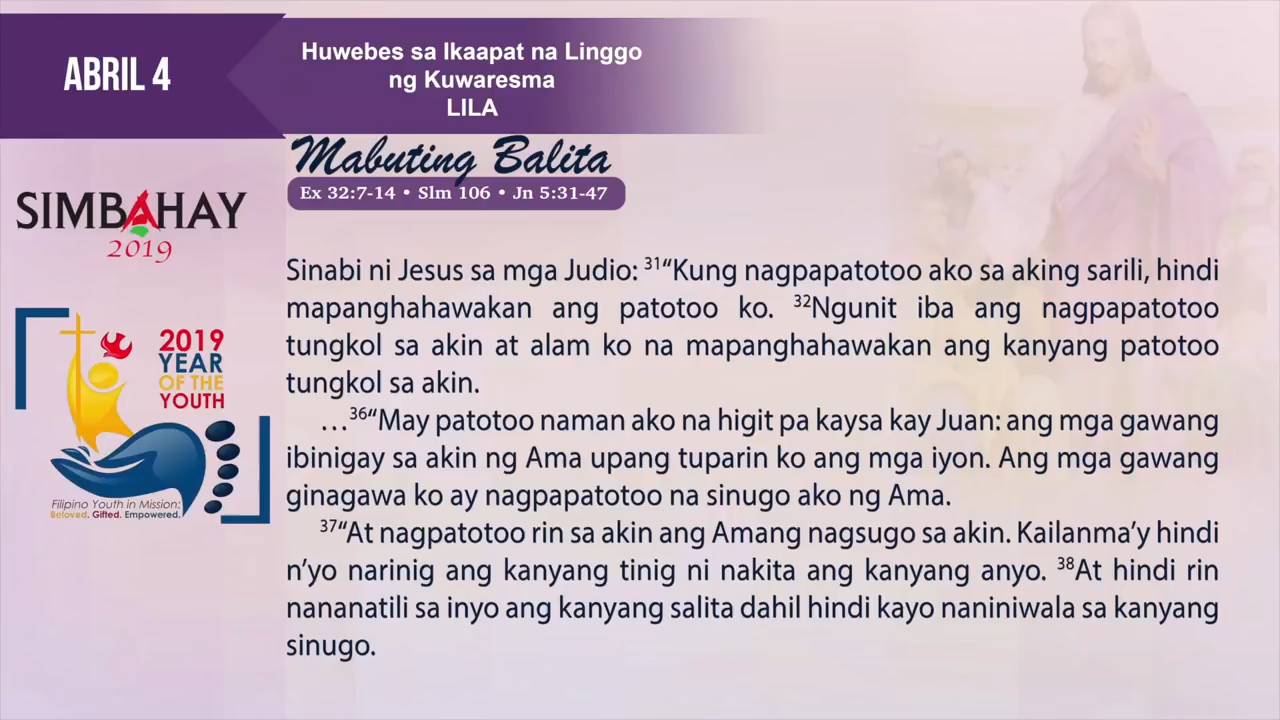 ABRIL 4
Huwebes sa Ikaapat na Linggo
ng Kuwaresma
LILA
Mabuting Balita
Ex 32:7-14 • Slm 106 • Jn 5:31-47
SIMBAHAY
2019
2019
YEAR
OF THE
YOUTH
Filipino Youth in Mission:
Beloved. Gifted. Empowered.
Sinabi ni Jesus sa mga Judio: ³¹“Kung nagpapatotoo ako sa aking sarili, hindi
mapanghahawakan ang patotoo ko. ³²Ngunit iba ang nagpapatotoo
tungkol sa akin at alam ko na mapanghahawakan ang kanyang patotoo
tungkol sa akin.
…³⁶“May patotoo naman ako na higit pa kaysa kay Juan: ang mga gawang
ibinigay sa akin ng Ama upang tuparin ko ang mga iyon. Ang mga gawang
ginagawa ko ay nagpapatotoo na sinugo ako ng Ama.
³⁷“At nagpatotoo rin sa akin ang Amang nagsugo sa akin. Kailanma’y hindi
n’yo narinig ang kanyang tinig ni nakita ang kanyang anyo. ³⁸At hindi rin
nananatili sa inyo ang kanyang salita dahil hindi kayo naniniwala sa kanyang
sinugo.